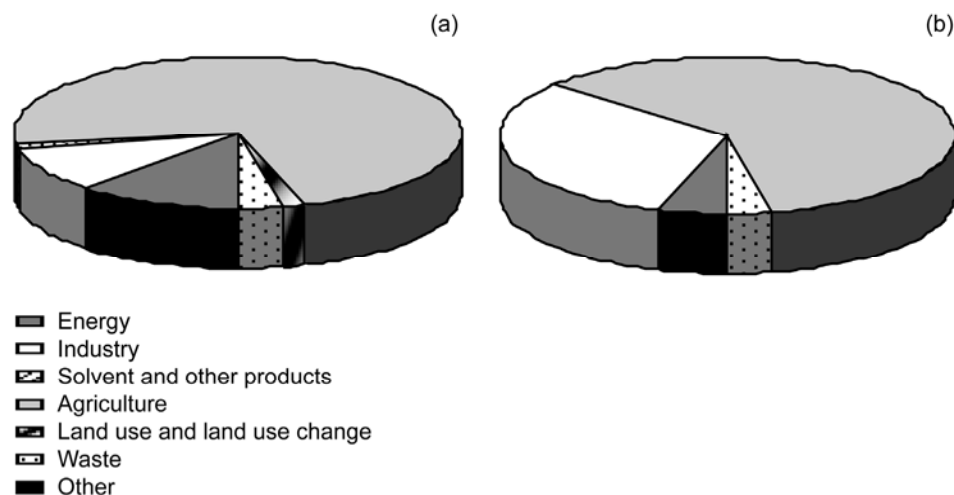 (a)
(b)
Energy
Industry
Solvent and other products
Agriculture
Land use and land use change
Waste
Other